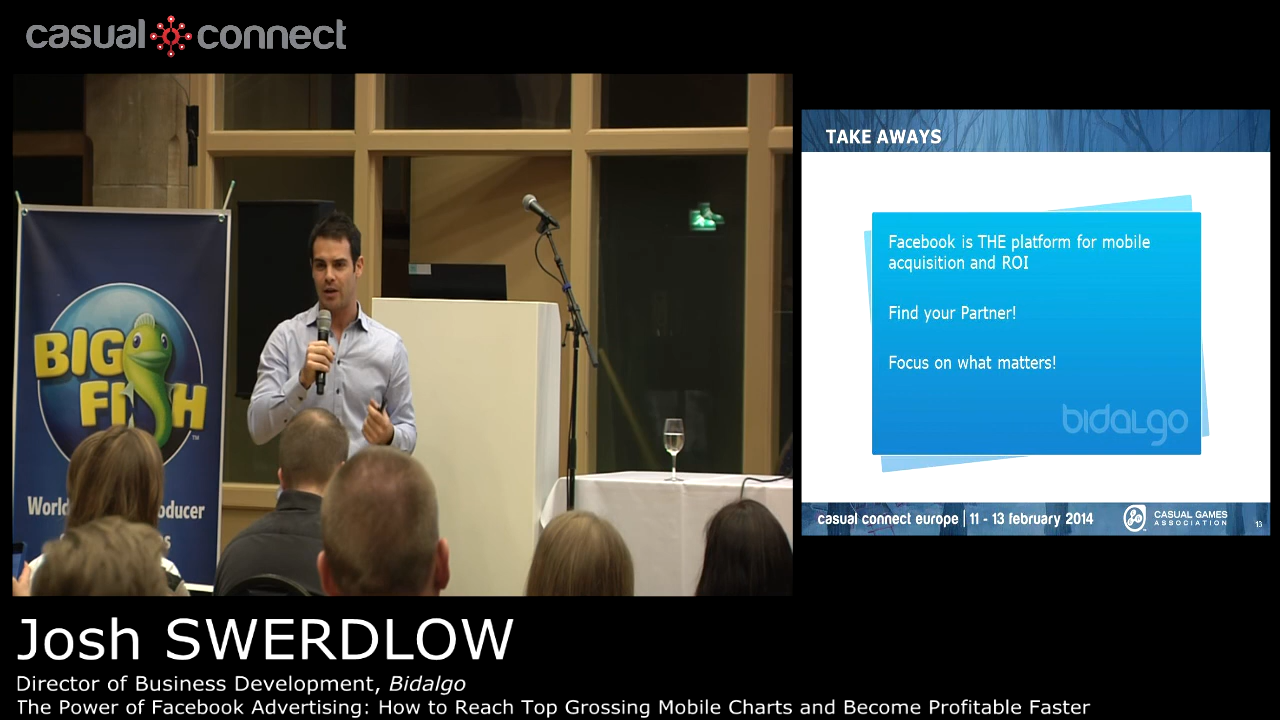 casual connect
TAKE AWAYS
Facebook is THE platform for mobile
acquisition and ROI
Find your Partner!
Focus on what matters!
bidalgo
casual connect europe | 11 - 13 february 2014
CASUAL GAMES
ASSOCIATION
13
BIG
FISH
TM
World
oducer
s
Josh SWERDLOW
Director of Business Development, Bidalgo
The Power of Facebook Advertising: How to Reach Top Grossing Mobile Charts and Become Profitable Faster